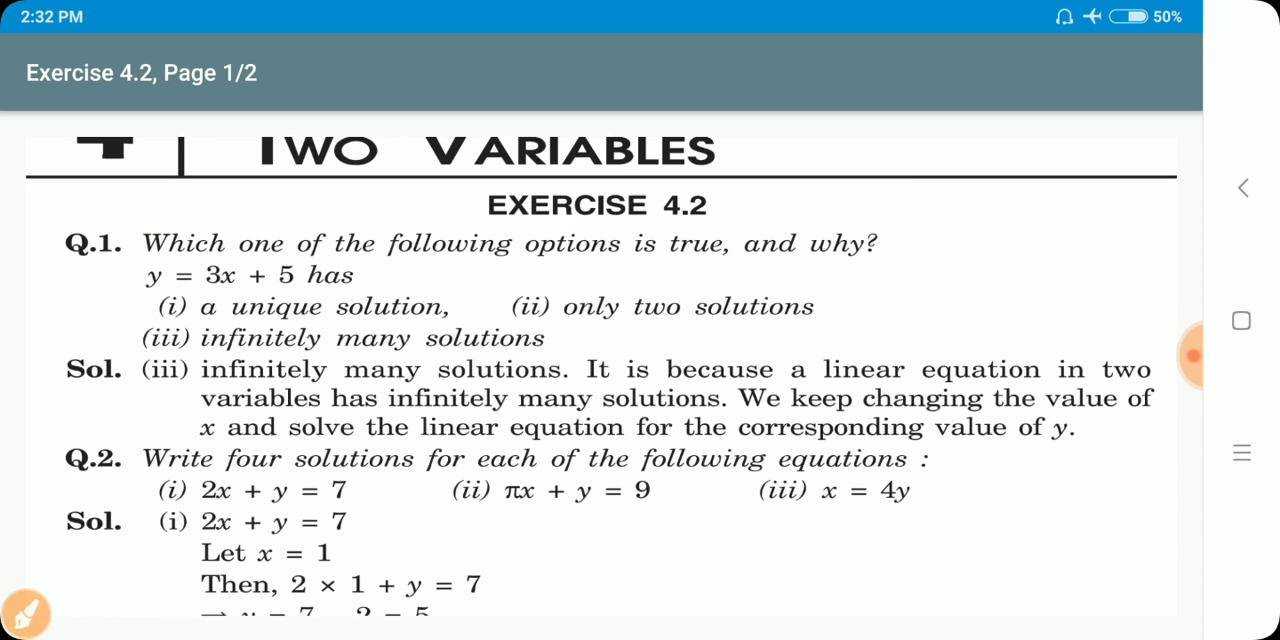 2:32 PM
50%
Exercise 4.2, Page 1/2
4 TWO VARIABLES
EXERCISE 4.2
Q.1. Which one of the following options is true, and why?
y = 3x + 5 has
(i) a unique solution, (ii) only two solutions
(iii) infinitely many solutions
Sol. (iii) infinitely many solutions. It is because a linear equation in two
variables has infinitely many solutions. We keep changing the value of
x and solve the linear equation for the corresponding value of y.
Q.2. Write four solutions for each of the following equations :
(i) 2x + y = 7 (ii) πx + y = 9 (iii) x = 4y
Sol. (i) 2x + y = 7
Let x = 1
Then, 2 × 1 + y = 7